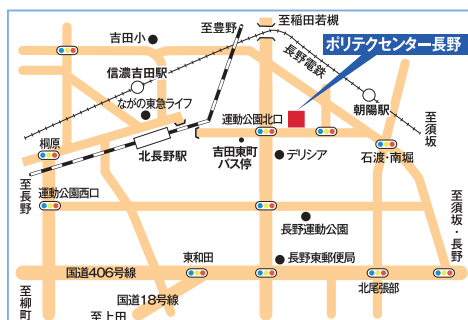 至稲田若槻
至豊野
吉田小
ポリテクセンター長野
長野電鉄
信濃吉田駅
朝陽駅
ながの東急ライフ
運動公園北口
至須坂
桐原
北長野駅
吉田東町
バス停
デリシア
石渡・南堀
至長野
運動公園西口
至須坂・長野
長野運動公園
東和田
長野東郵便局
国道406号線
北尾張部
至柳町
国道18号線
至上田